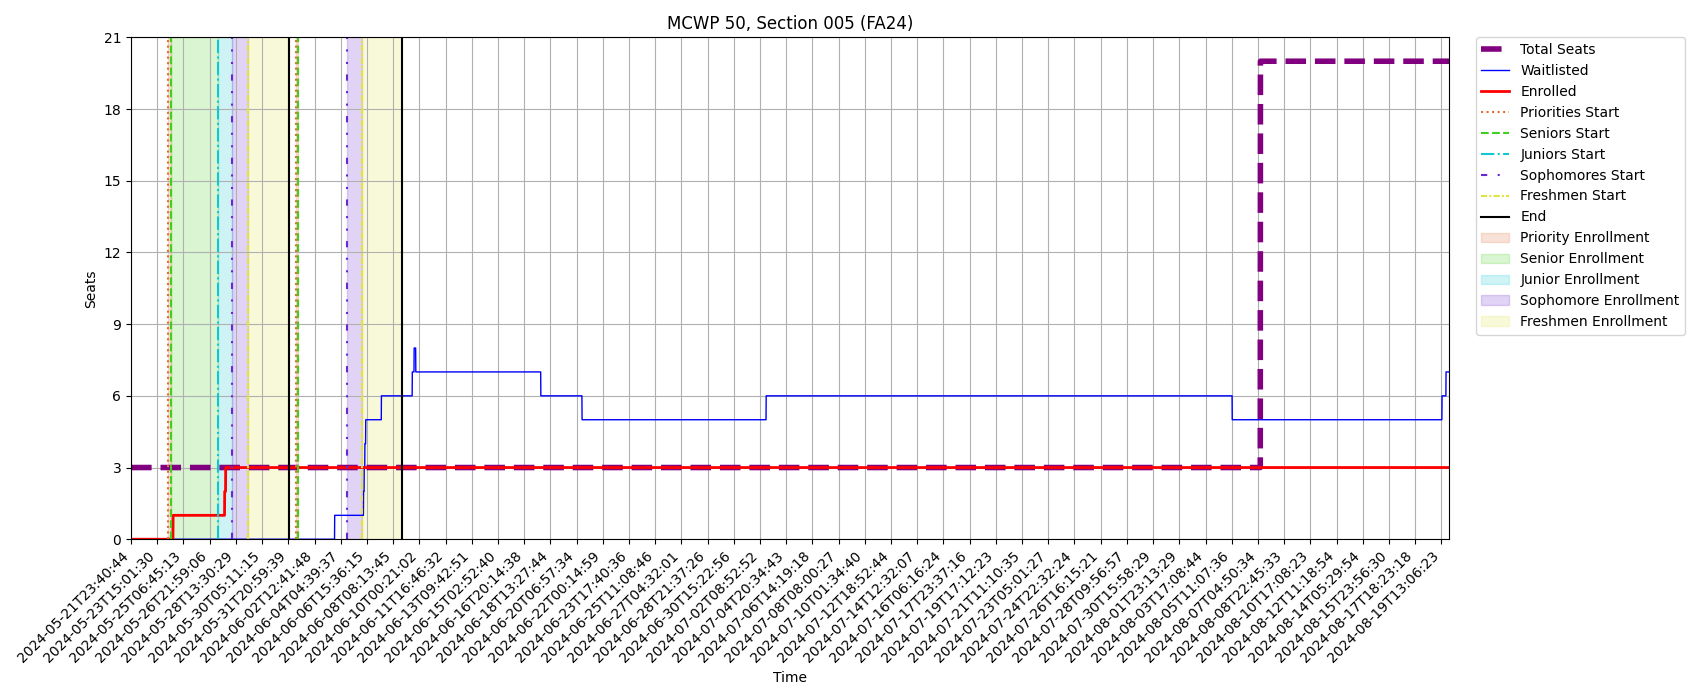 MCWP 50, Section 005 (FA24)
21
18
15
12
9
6
3
0
Seats
2024-05-21T23:40:44
2024-05-23T15:01:30
2024-05-25T06:45:13
2024-05-26T21:59:06
2024-05-28T13:30:29
2024-05-30T05:11:15
2024-05-31T20:59:39
2024-06-02T12:41:48
2024-06-04T04:39:37
2024-06-06T15:36:15
2024-06-08T08:13:45
2024-06-10T00:21:02
2024-06-11T16:46:32
2024-06-13T09:42:51
2024-06-15T02:52:40
2024-06-16T20:14:38
2024-06-18T13:27:44
2024-06-20T06:57:34
2024-06-22T00:14:59
2024-06-23T17:40:36
2024-06-25T11:08:46
2024-06-27T04:32:01
2024-06-28T21:37:26
2024-06-30T15:22:56
2024-07-02T08:52:52
2024-07-04T20:34:43
2024-07-06T14:19:18
2024-07-08T08:00:27
2024-07-10T01:34:40
2024-07-12T18:52:44
2024-07-14T12:32:07
2024-07-16T06:16:24
2024-07-17T23:37:16
2024-07-19T17:12:23
2024-07-21T11:10:35
2024-07-23T05:01:27
2024-07-24T22:32:24
2024-07-26T16:15:21
2024-07-28T09:56:57
2024-07-30T15:58:29
2024-08-01T23:13:29
2024-08-03T17:08:44
2024-08-05T11:07:36
2024-08-07T04:50:34
2024-08-08T22:45:33
2024-08-10T17:08:23
2024-08-12T11:18:54
2024-08-14T05:29:54
2024-08-15T23:56:30
2024-08-17T18:23:18
2024-08-19T13:06:23
Time
Total Seats
Waitlisted
Enrolled
Priorities Start
Seniors Start
Juniors Start
Sophomores Start
Freshmen Start
End
Priority Enrollment
Senior Enrollment
Junior Enrollment
Sophomore Enrollment
Freshmen Enrollment